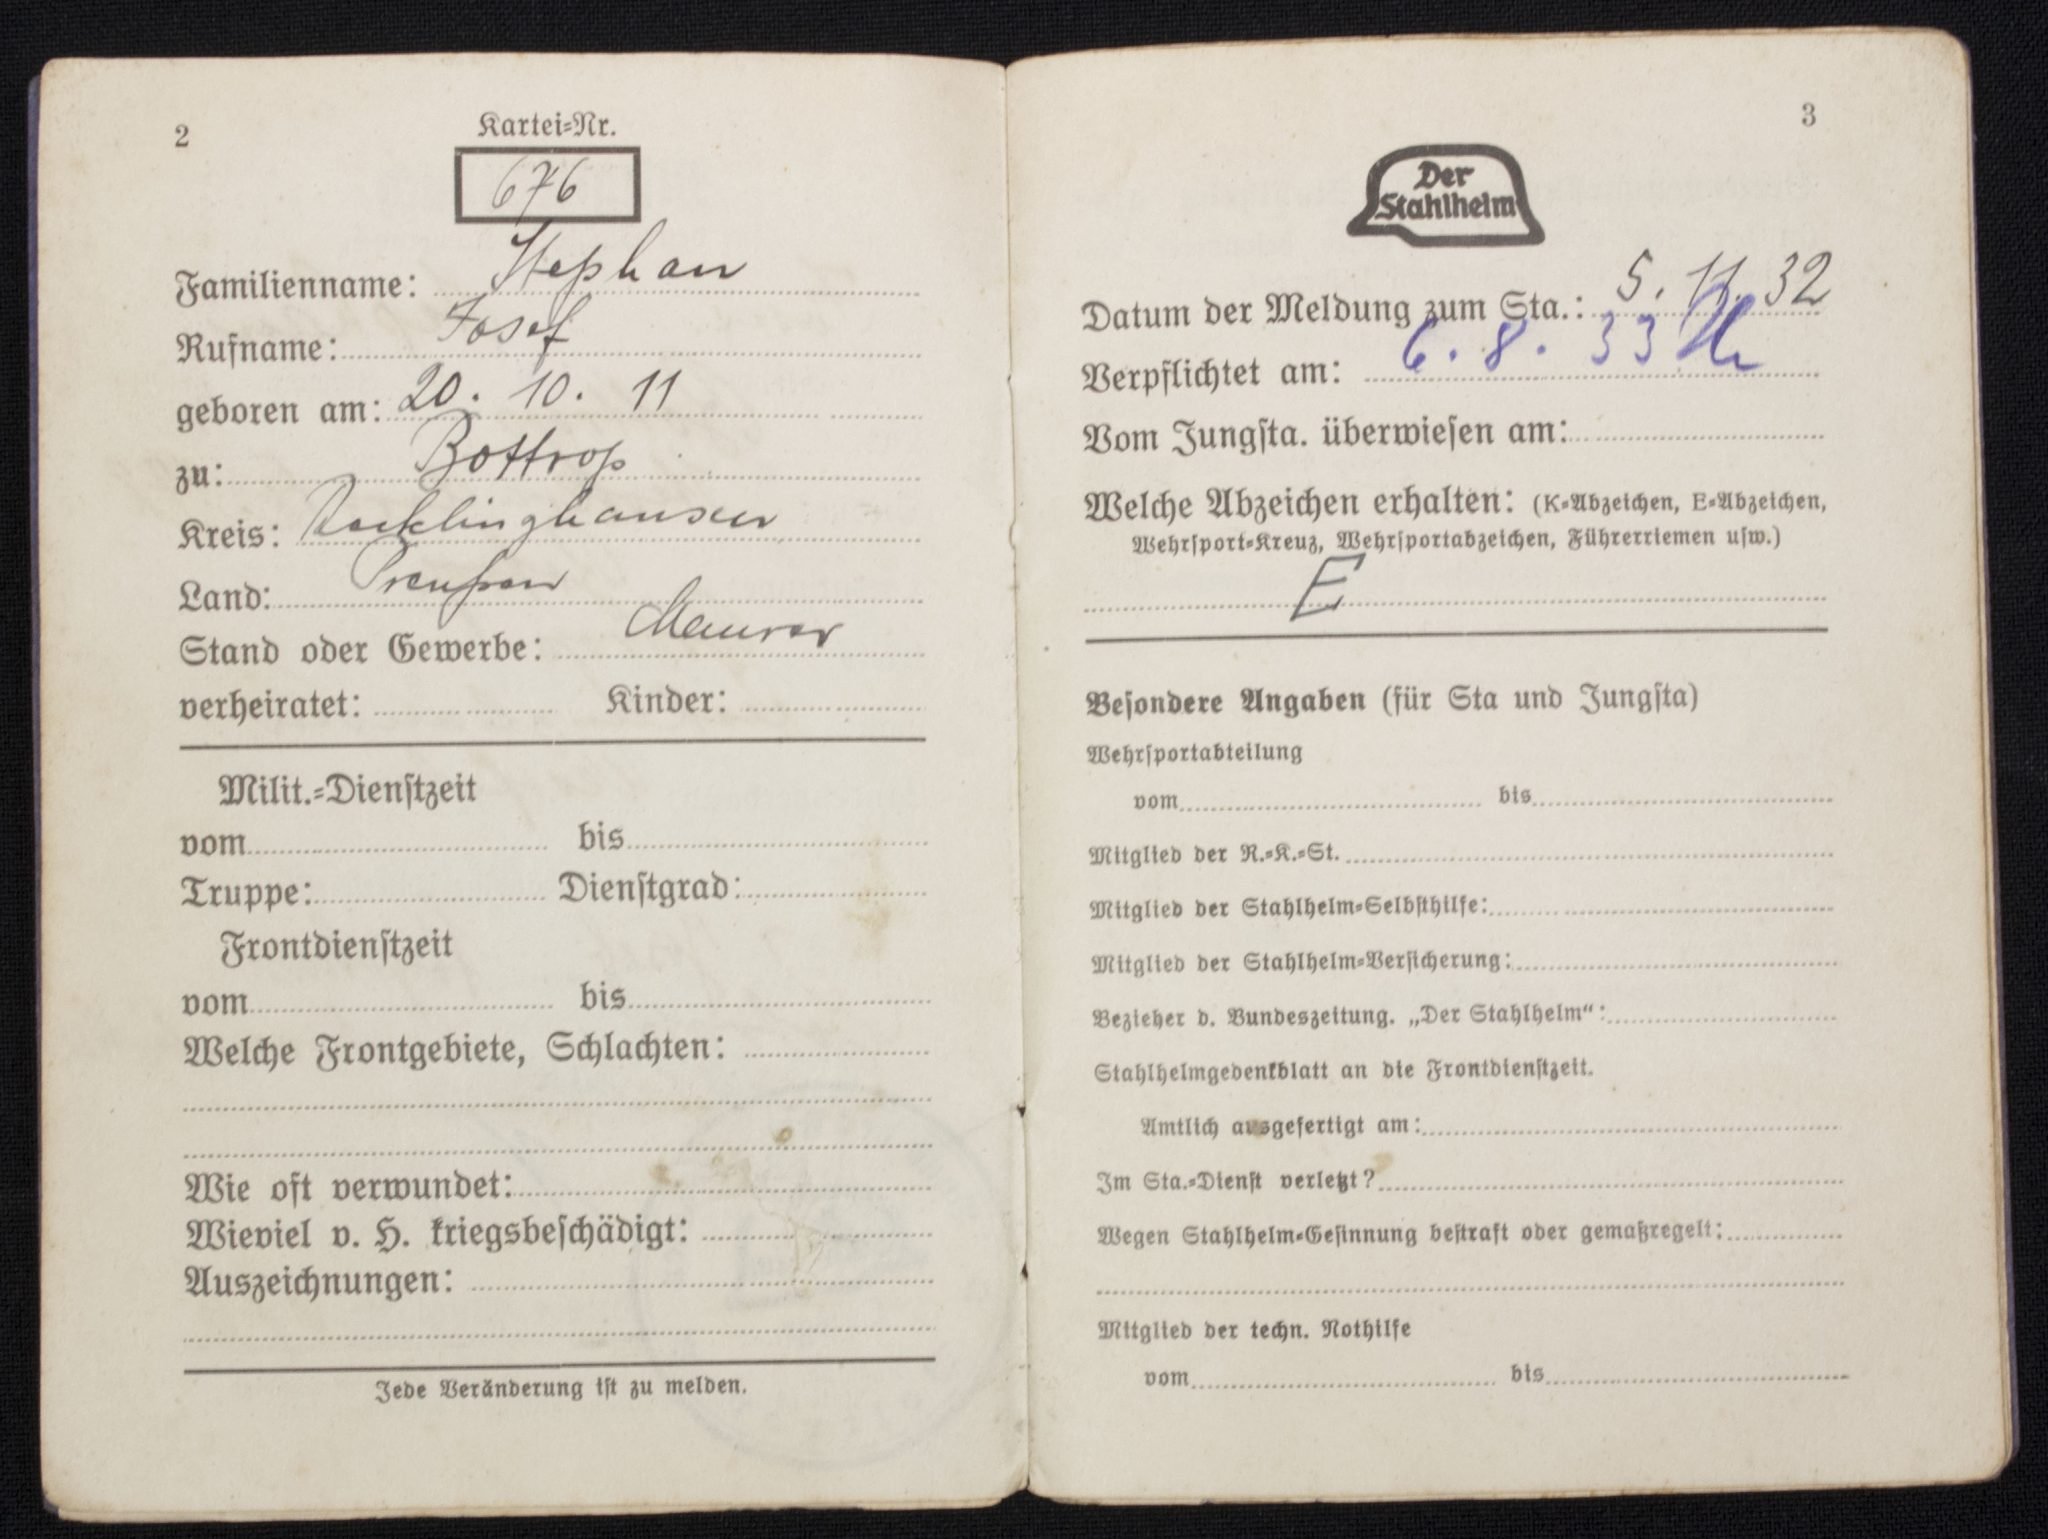 2
Kartei-Nr.
676
Familienname: Stephan
Rufname: Josef
geboren am: 20. 10. 11
zu: Bottrop
Kreis: Recklinghausen
Land: Preußen
Stand oder Gewerbe: Maurer
verheiratet: Kinder:
Milit.-Dienstzeit
vom bis
Truppe: Dienstgrad:
Frontdienstzeit
vom bis
Welche Frontgebiete, Schlachten:
Wie oft verwundet:
Wieviel v. H. kriegsbeschädigt:
Auszeichnungen:
Jede Veränderung ist zu melden.
3
Der
Stahlhelm
Datum der Meldung zum Sta.: 5. 11. 32
Verpflichtet am: 6. 8. 33
Vom Jungsta. überwiesen am:
Welche Abzeichen erhalten: (K-Abzeichen, E-Abzeichen,
Wehrsport-Kreuz, Wehrsportabzeichen, Führerriemen usw.)
E
Besondere Angaben (für Sta und Jungsta)
Wehrsportabteilung
vom bis
Mitglied der R.-K.-St.
Mitglied der Stahlhelm-Selbsthilfe:
Mitglied der Stahlhelm-Versicherung:
Bezieher d. Bundeszeitung. „Der Stahlhelm“:
Stahlhelmgedenkblatt an die Frontdienstzeit.
Amtlich ausgefertigt am:
Im Sta.-Dienst verletzt?
Wegen Stahlhelm-Gesinnung bestraft oder gemaßregelt:
Mitglied der techn. Nothilfe
vom bis